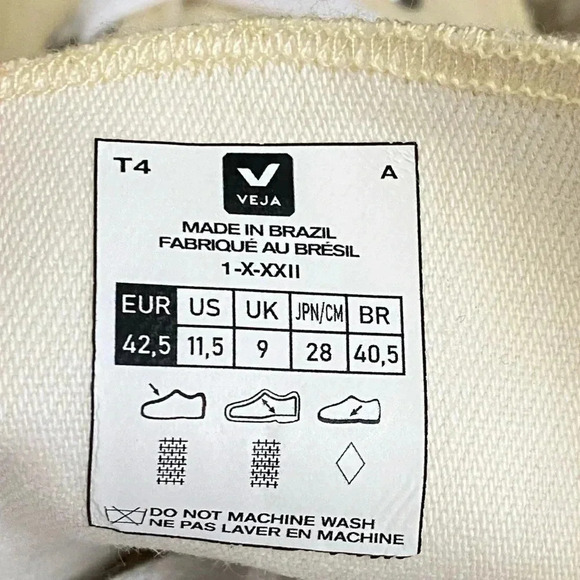 T4 A
VEJA
MADE IN BRAZIL
FABRIQUÉ AU BRÉSIL
1-X-XXII
EUR US UK JPN/CM BR
42,5 11,5 9 28 40,5
DO NOT MACHINE WASH
NE PAS LAVER EN MACHINE